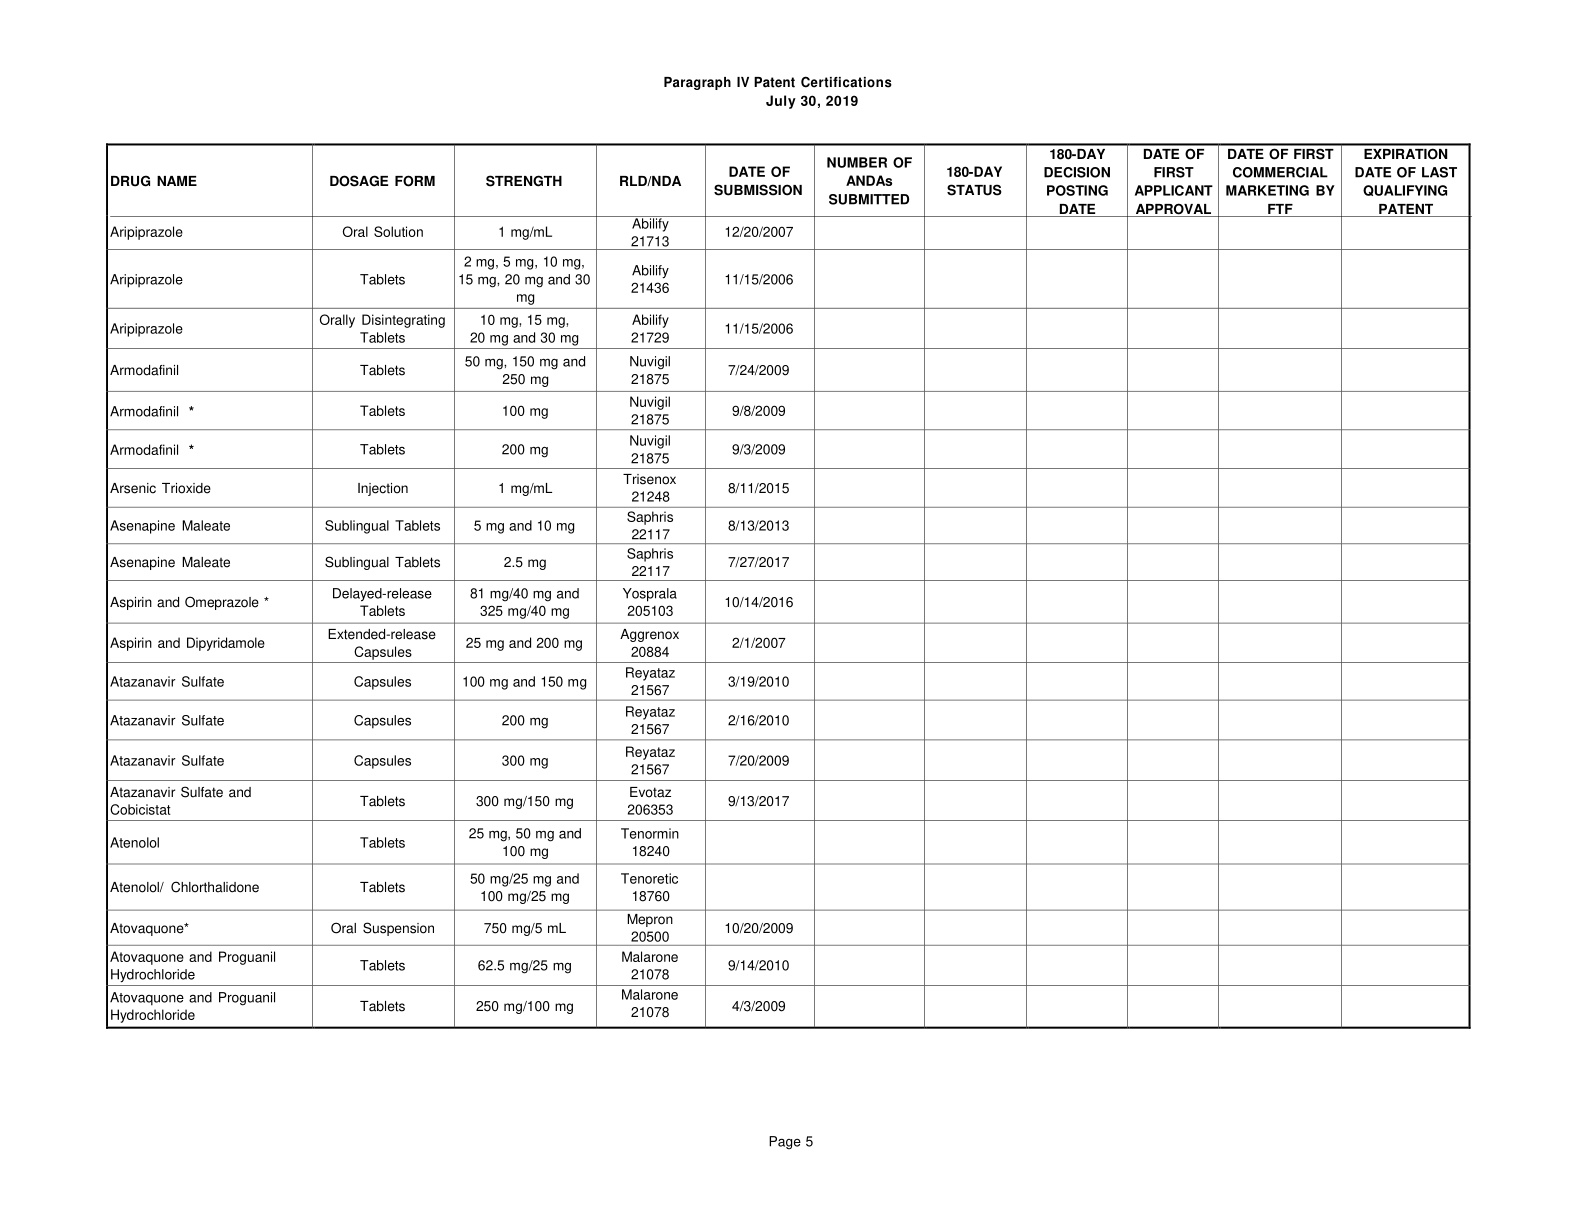 Paragraph IV Patent Certifications
July 30, 2019
DRUG NAME
DOSAGE FORM
STRENGTH
RLD/NDA
DATE OF
SUBMISSION
NUMBER OF
ANDAs
SUBMITTED
180-DAY
STATUS
180-DAY
DECISION
POSTING
DATE
DATE OF
FIRST
APPLICANT
APPROVAL
DATE OF FIRST
COMMERCIAL
MARKETING BY
FTF
EXPIRATION
DATE OF LAST
QUALIFYING
PATENT
Aripiprazole
Oral Solution
1 mg/mL
Abilify
21713
12/20/2007
Aripiprazole
Tablets
2 mg, 5 mg, 10 mg,
15 mg, 20 mg and 30
mg
Abilify
21436
11/15/2006
Aripiprazole
Orally Disintegrating
Tablets
10 mg, 15 mg,
20 mg and 30 mg
Abilify
21729
11/15/2006
Armodafinil
Tablets
50 mg, 150 mg and
250 mg
Nuvigil
21875
7/24/2009
Armodafinil *
Tablets
100 mg
Nuvigil
21875
9/8/2009
Armodafinil *
Tablets
200 mg
Nuvigil
21875
9/3/2009
Arsenic Trioxide
Injection
1 mg/mL
Trisenox
21248
8/11/2015
Asenapine Maleate
Sublingual Tablets
5 mg and 10 mg
Saphris
22117
8/13/2013
Asenapine Maleate
Sublingual Tablets
2.5 mg
Saphris
22117
7/27/2017
Aspirin and Omeprazole *
Delayed-release
Tablets
81 mg/40 mg and
325 mg/40 mg
Yosprala
205103
10/14/2016
Aspirin and Dipyridamole
Extended-release
Capsules
25 mg and 200 mg
Aggrenox
20884
2/1/2007
Atazanavir Sulfate
Capsules
100 mg and 150 mg
Reyataz
21567
3/19/2010
Atazanavir Sulfate
Capsules
200 mg
Reyataz
21567
2/16/2010
Atazanavir Sulfate
Capsules
300 mg
Reyataz
21567
7/20/2009
Atazanavir Sulfate and
Cobicistat
Tablets
300 mg/150 mg
Evotaz
206353
9/13/2017
Atenolol
Tablets
25 mg, 50 mg and
100 mg
Tenormin
18240
Atenolol/ Chlorthalidone
Tablets
50 mg/25 mg and
100 mg/25 mg
Tenoretic
18760
Atovaquone*
Oral Suspension
750 mg/5 mL
Mepron
20500
10/20/2009
Atovaquone and Proguanil
Hydrochloride
Tablets
62.5 mg/25 mg
Malarone
21078
9/14/2010
Atovaquone and Proguanil
Hydrochloride
Tablets
250 mg/100 mg
Malarone
21078
4/3/2009
Page 5